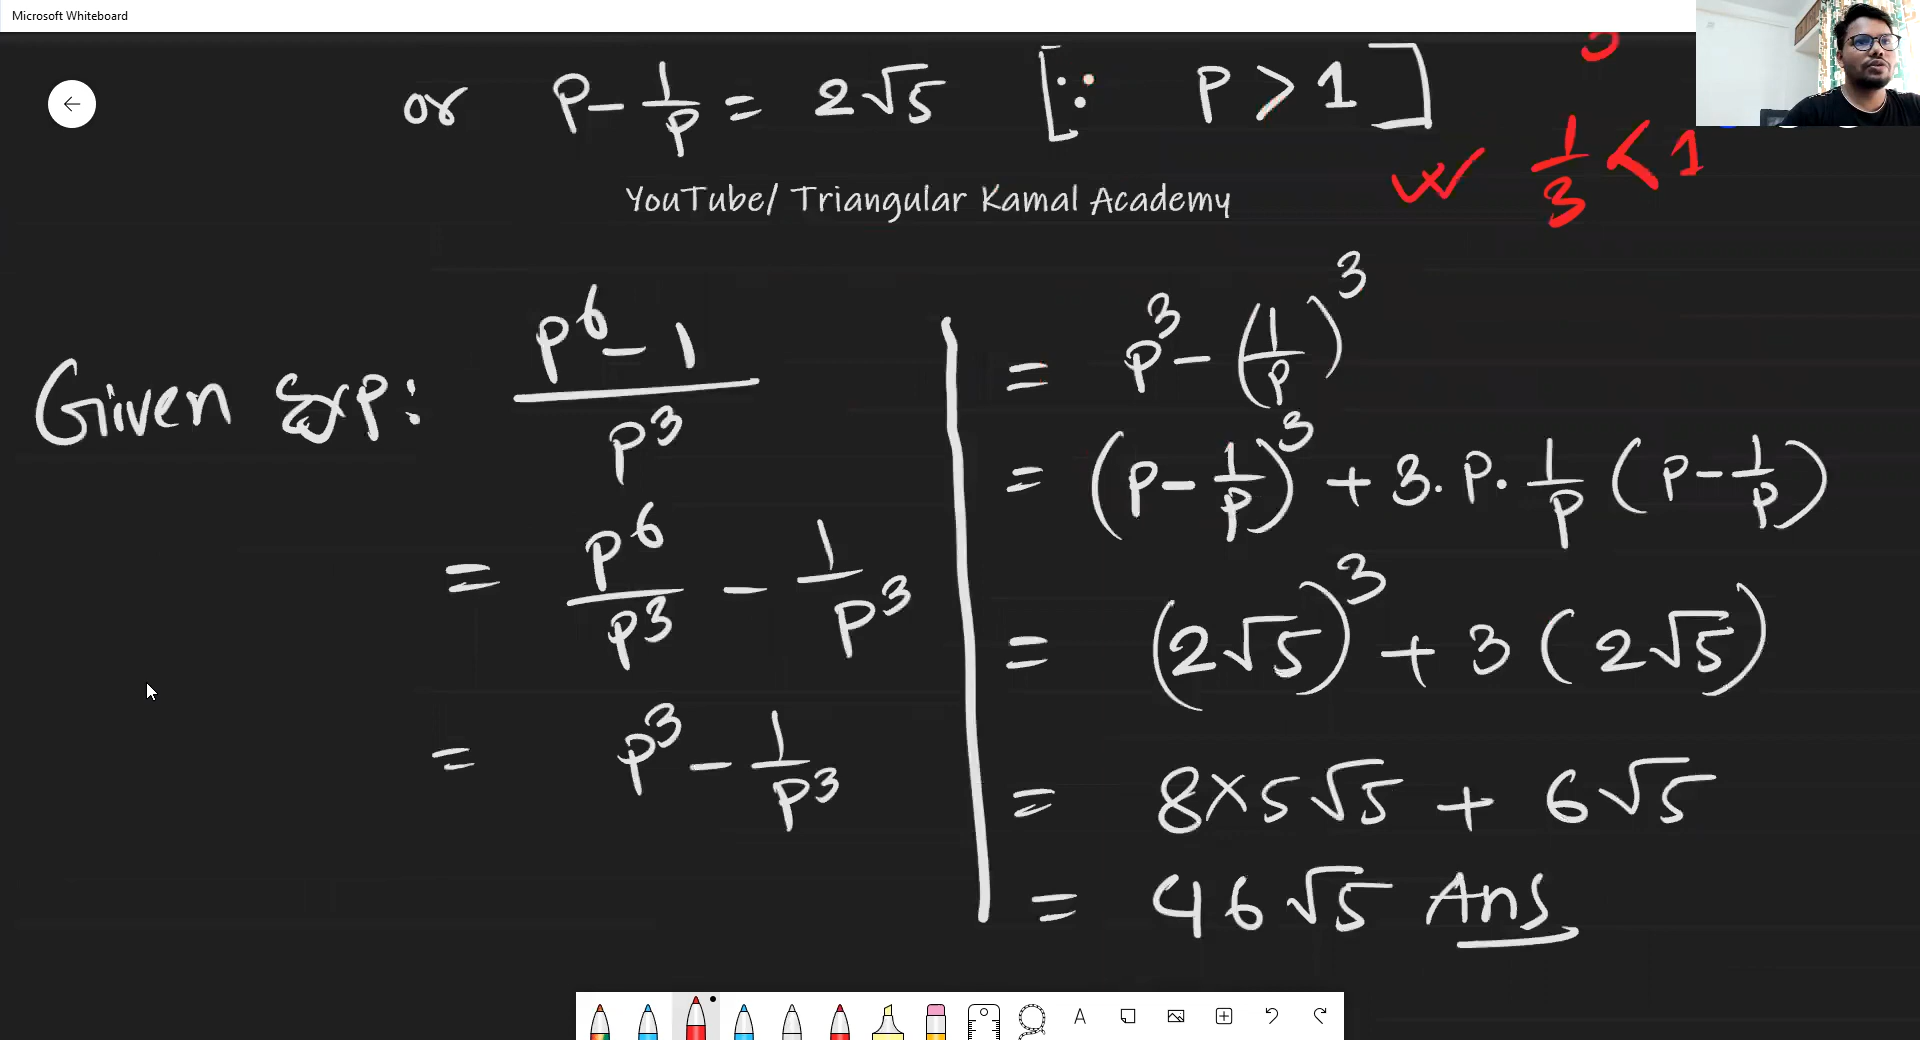 Microsoft Whiteboard
3
or P - 1/P = 2√5 [∵ P > 1]
1/3 < 1
YouTube/ Triangular Kamal Academy
Given Exp: (P⁶ - 1)/P³
= P⁶/P³ - 1/P³
= P³ - 1/P³
= P³ - (1/P)³
= (P - 1/P)³ + 3. P. 1/P (P - 1/P)
= (2√5)³ + 3 (2√5)
= 8×5√5 + 6√5
= 46√5 Ans
A